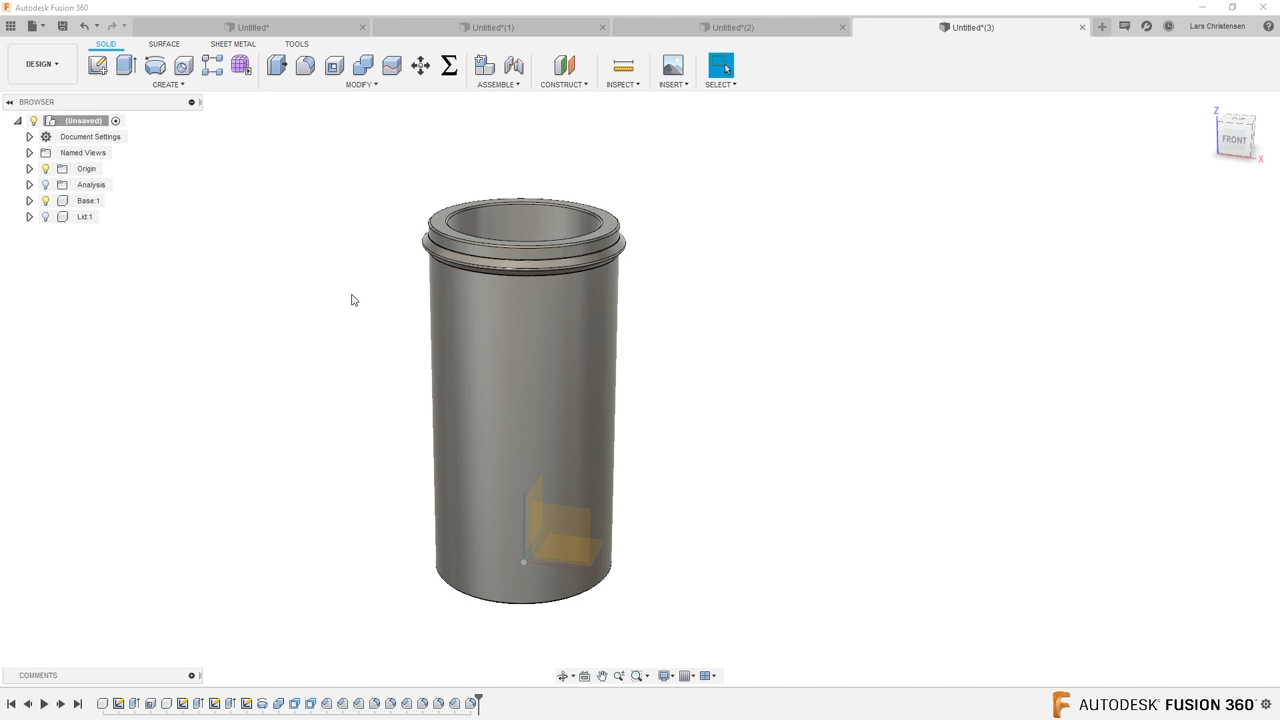 Autodesk Fusion 360
Untitled*
Untitled*(1)
Untitled*(2)
Untitled*(3)
Lars Christensen
DESIGN
SOLID
SURFACE
SHEET METAL
TOOLS
CREATE
MODIFY
ASSEMBLE
CONSTRUCT
INSPECT
INSERT
SELECT
BROWSER
(Unsaved)
Document Settings
Named Views
Origin
Analysis
Base:1
Lid:1
Z
FRONT
X
COMMENTS
AUTODESK® FUSION 360°